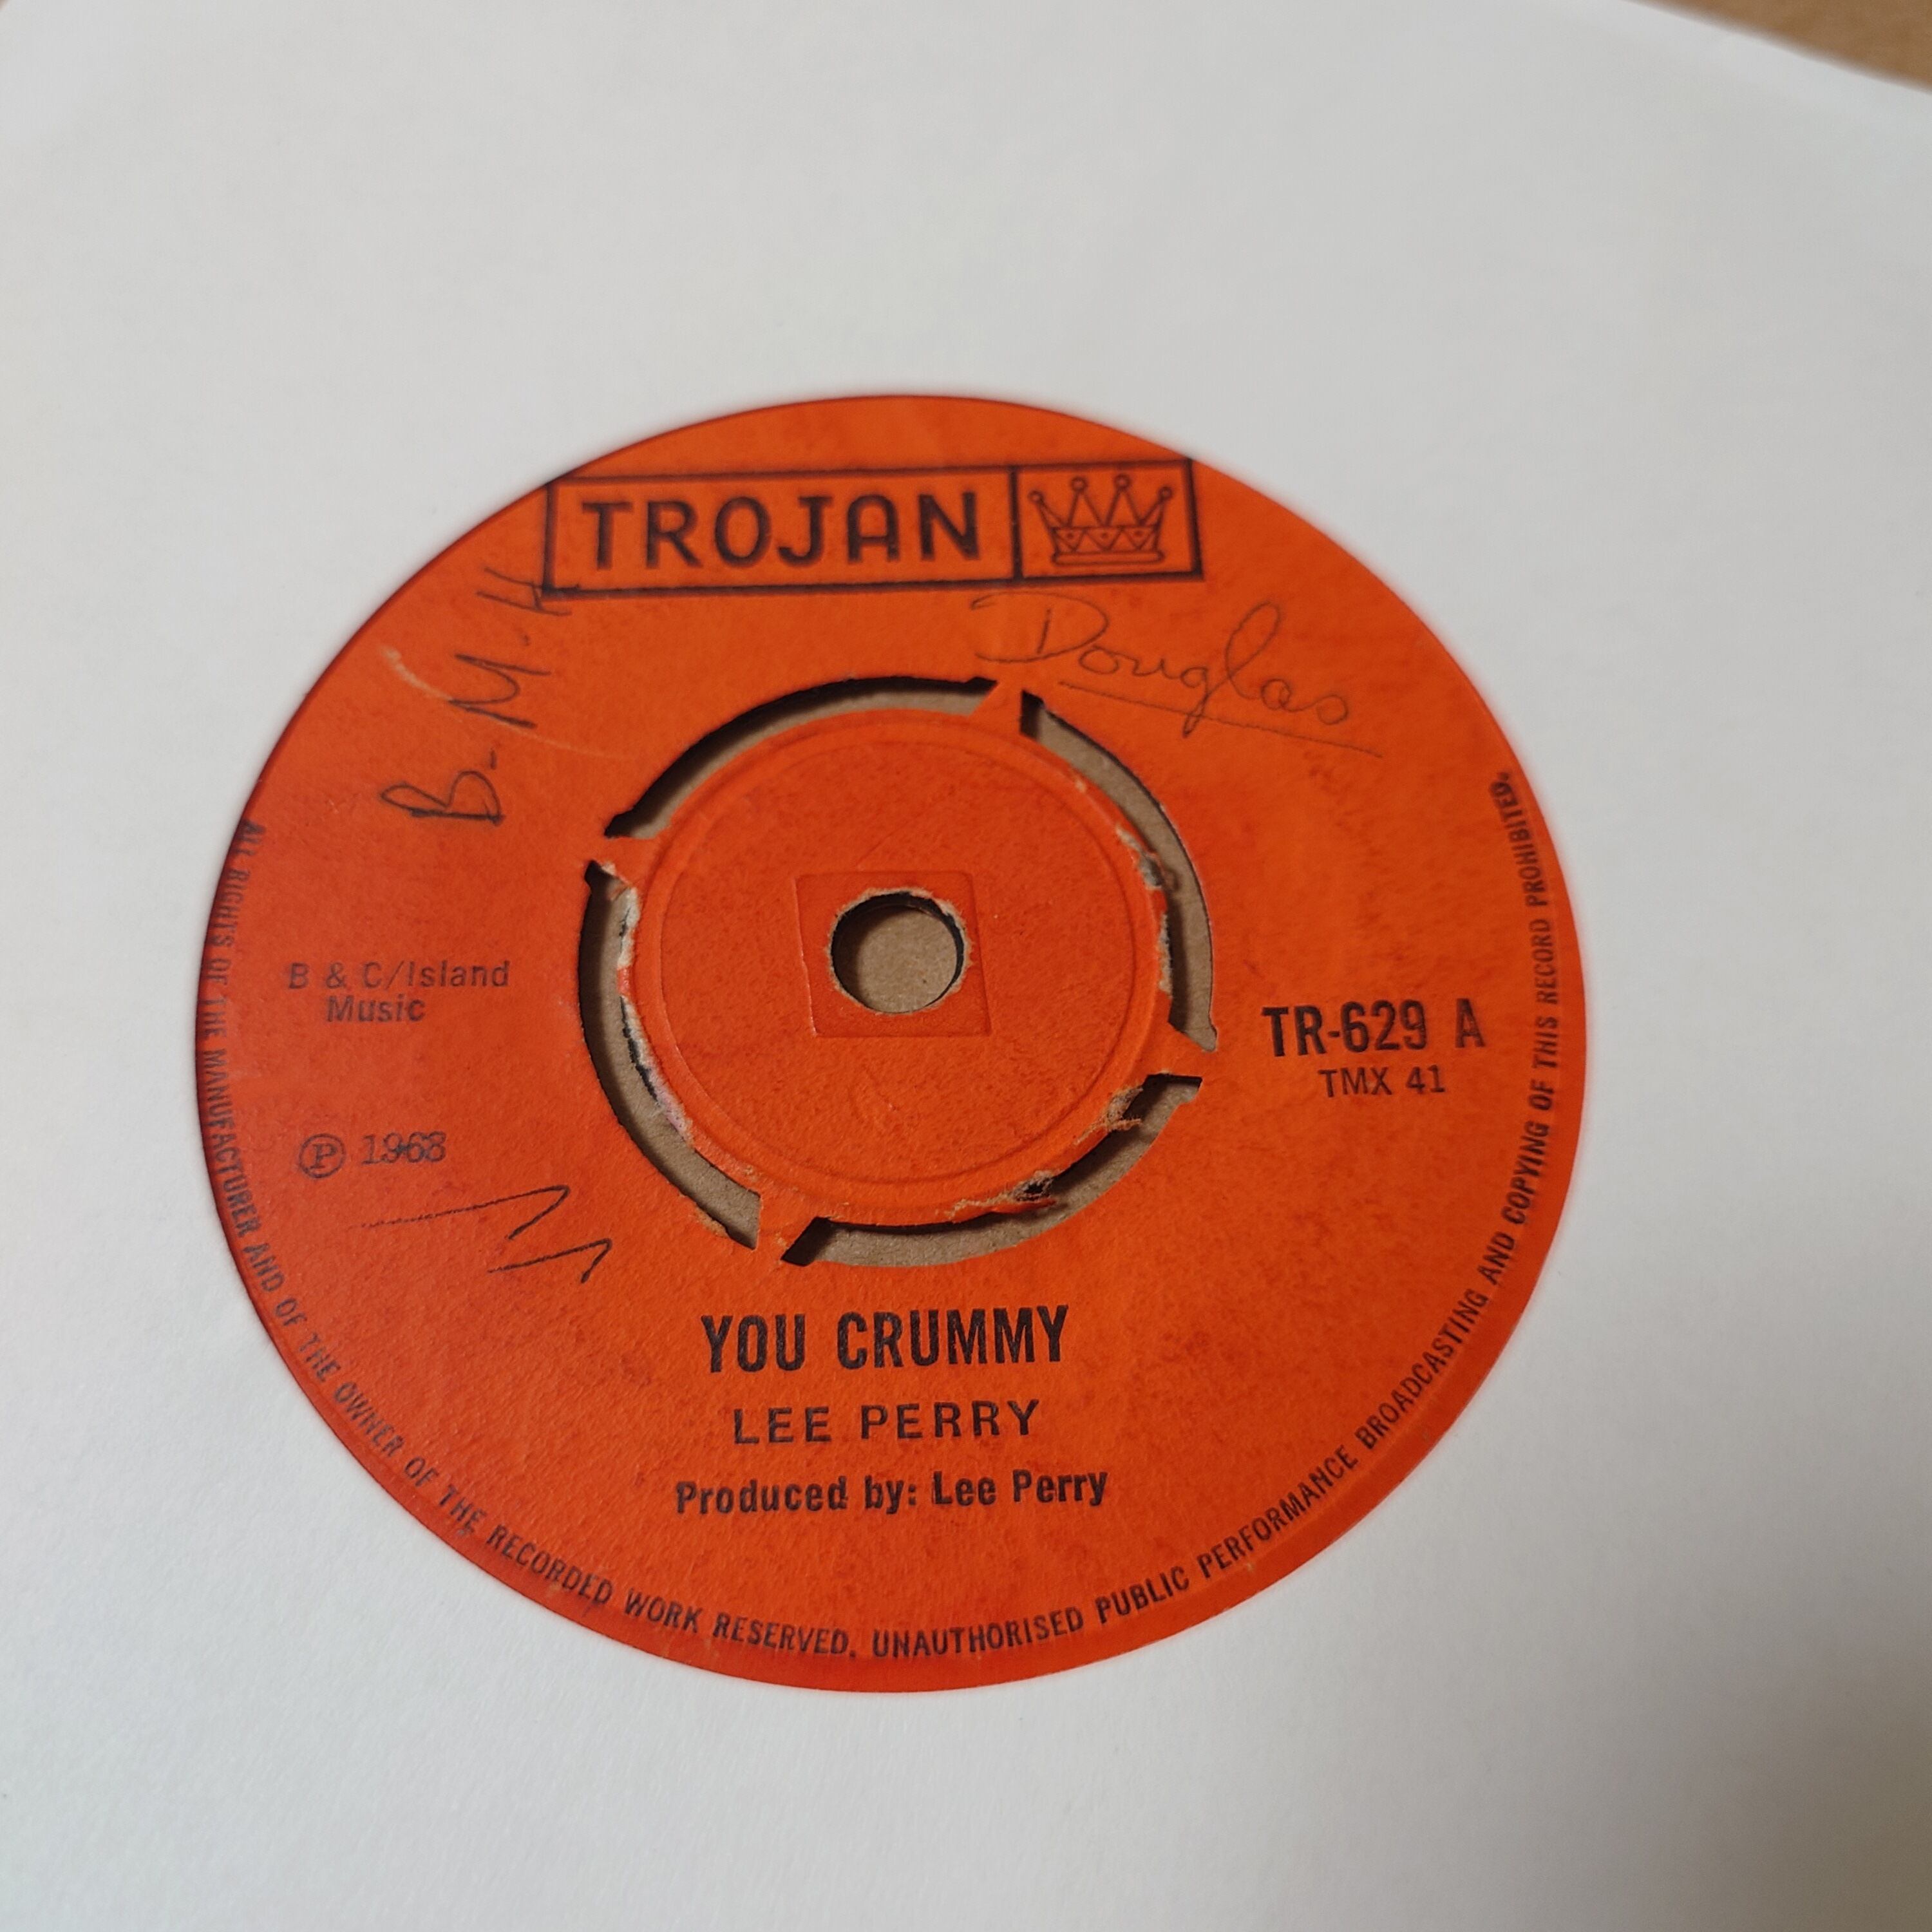 TROJAN
Douglas
B.M.H
B & C/Island
Music
℗ 1968
TR-629 A
TMX 41
YOU CRUMMY
LEE PERRY
Produced by: Lee Perry
ALL RIGHTS OF THE MANUFACTURER AND OF THE OWNER OF THE RECORDED WORK RESERVED. UNAUTHORISED PUBLIC PERFORMANCE BROADCASTING AND COPYING OF THIS RECORD PROHIBITED.